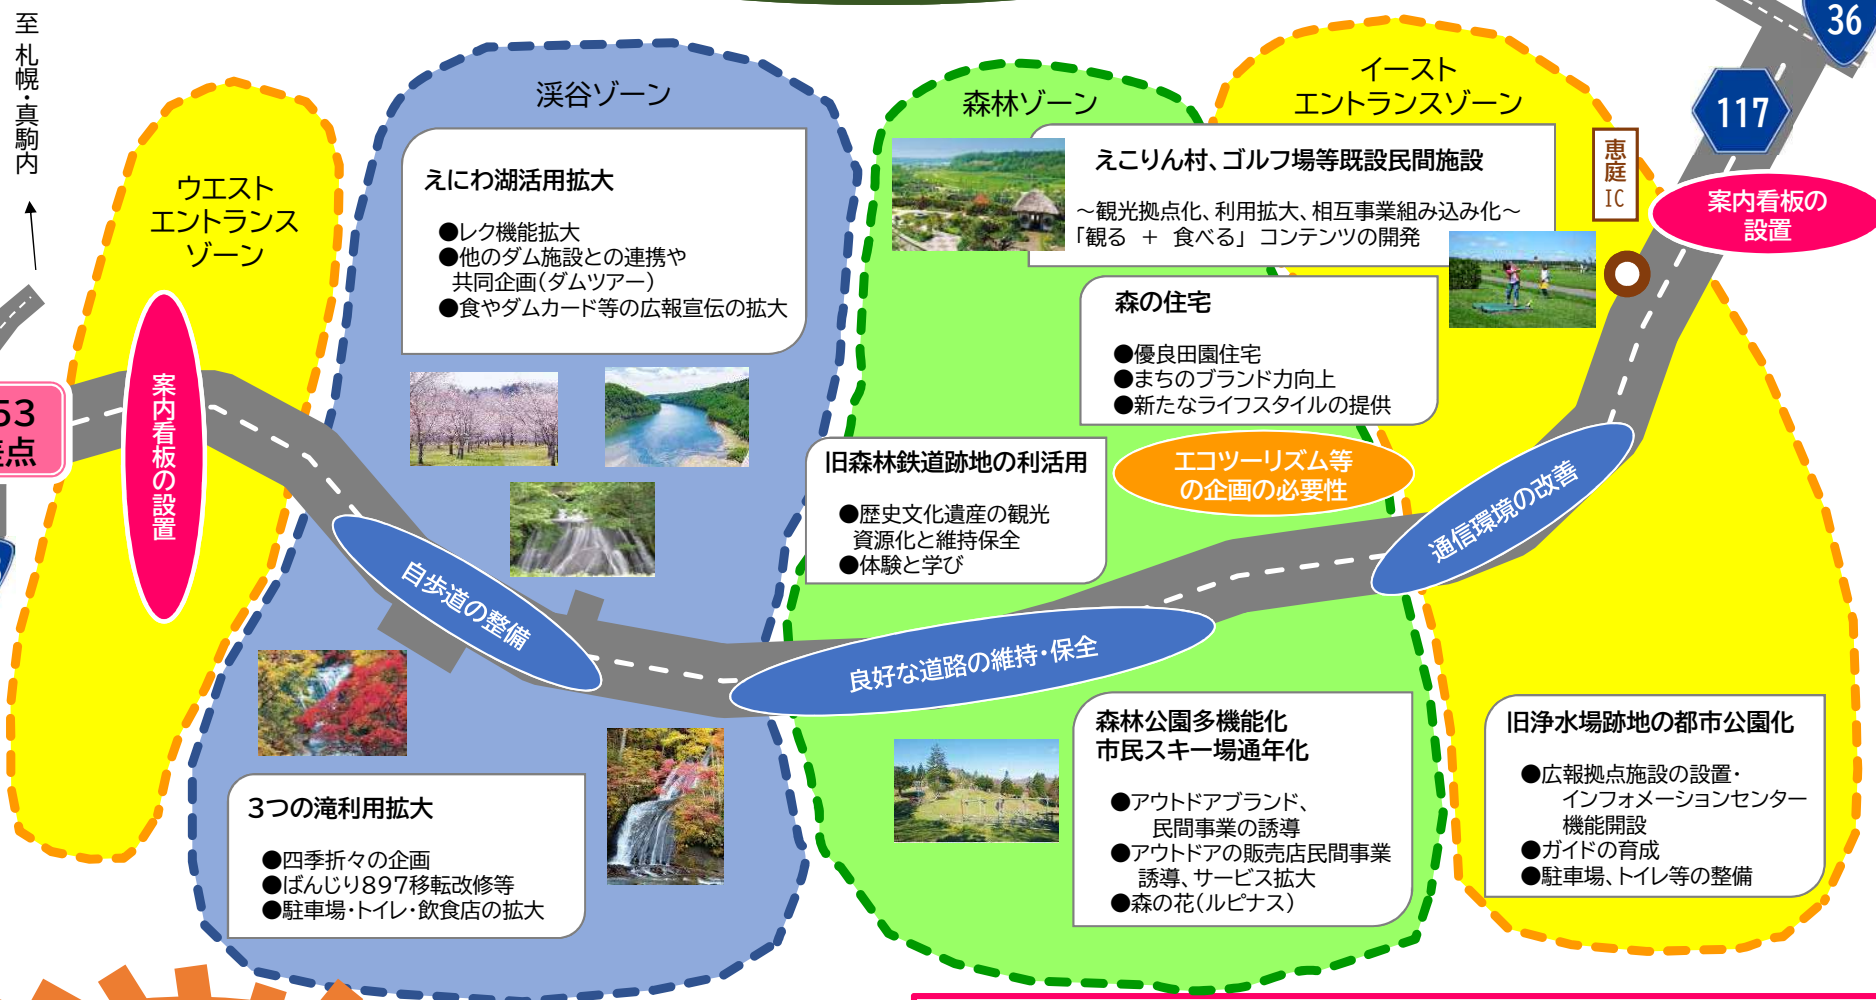 至 札幌・真駒内
ウエスト
エントランス
ゾーン
案内看板の設置
53
点
渓谷ゾーン
えにわ湖活用拡大
●レク機能拡大
●他のダム施設との連携や
共同企画(ダムツアー)
●食やダムカード等の広報宣伝の拡大
自歩道の整備
3つの滝利用拡大
●四季折々の企画
●ばんじり897移転改修等
●駐車場・トイレ・飲食店の拡大
森林ゾーン
イースト
エントランスゾーン
えこりん村、ゴルフ場等既設民間施設
～観光拠点化、利用拡大、相互事業組み込み化～
「観る + 食べる」 コンテンツの開発
森の住宅
●優良田園住宅
●まちのブランド力向上
●新たなライフスタイルの提供
旧森林鉄道跡地の利活用
●歴史文化遺産の観光
資源化と維持保全
●体験と学び
エコツーリズム等
の企画の必要性
良好な道路の維持・保全
通信環境の改善
森林公園多機能化
市民スキー場通年化
●アウトドアブランド、
民間事業の誘導
●アウトドアの販売店民間事業
誘導、サービス拡大
●森の花(ルピナス)
旧浄水場跡地の都市公園化
●広報拠点施設の設置・
インフォメーションセンター
機能開設
●ガイドの育成
●駐車場、トイレ等の整備
恵庭
IC
36
117
案内看板の
設置